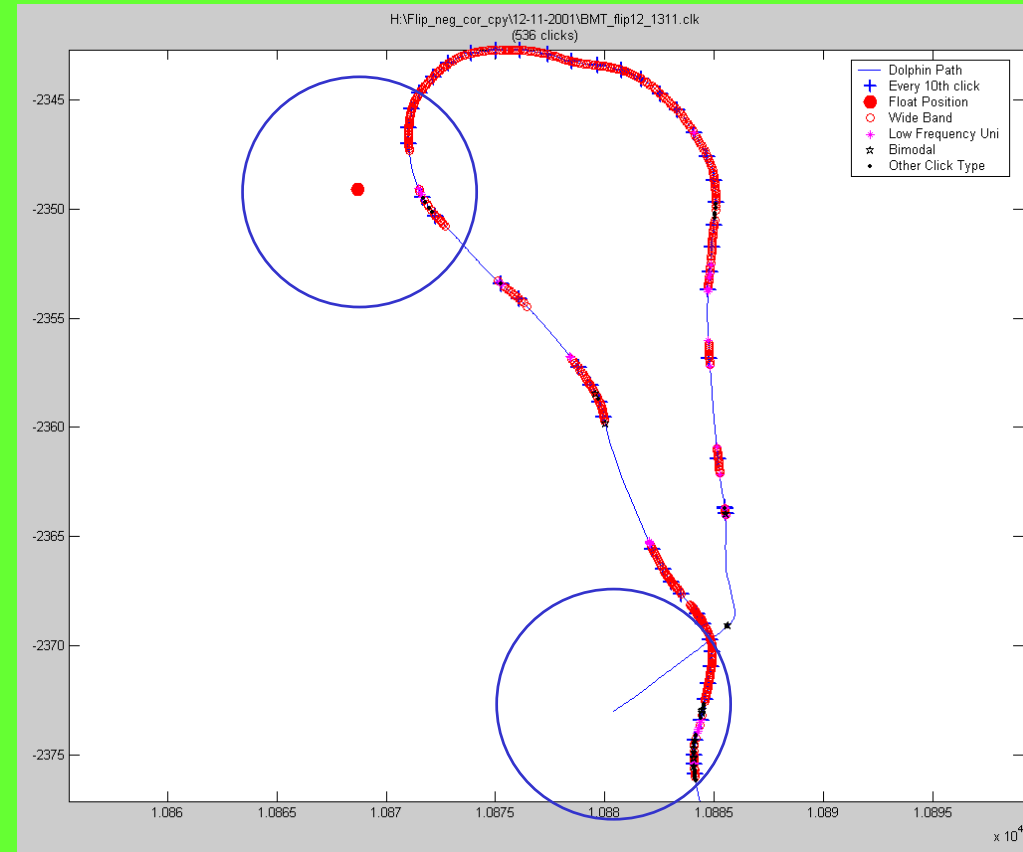 H:\Flip_neg_cor_cpy\12-11-2001\BMT_flip12_1311.clk
(536 clicks)
Dolphin Path
Every 10th click
Float Position
Wide Band
Low Frequency Uni
Bimodal
Other Click Type
-2345
-2350
-2355
-2360
-2365
-2370
-2375
1.086 1.0865 1.087 1.0875 1.088 1.0885 1.089 1.0895
x 10^4